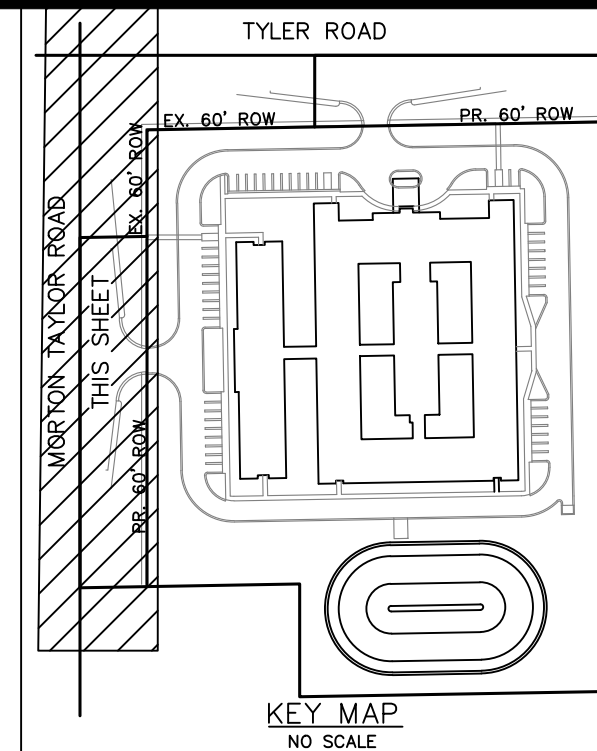 TYLER ROAD
EX. 60' ROW
PR. 60' ROW
EX. 60' ROW
MORTON TAYLOR ROAD
THIS SHEET
PR. 60' ROW
KEY MAP
NO SCALE